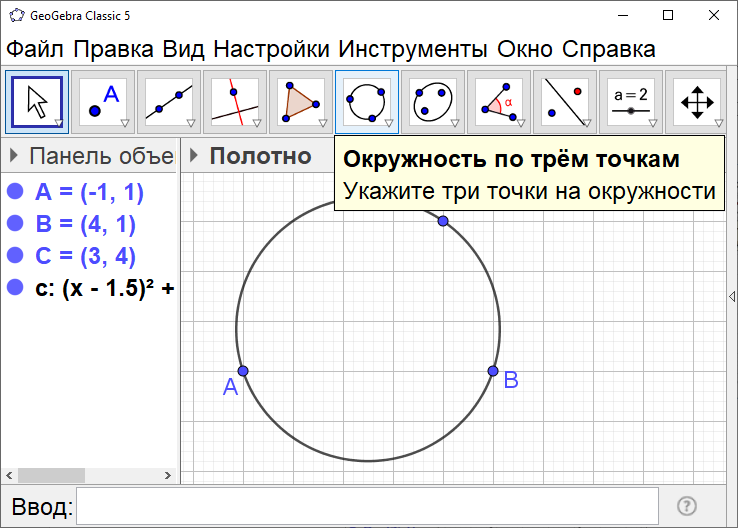 GeoGebra Classic 5
Файл Правка Вид Настройки Инструменты Окно Справка
A
α
a = 2
Панель объе
Полотно
Окружность по трём точкам
Укажите три точки на окружности
A = (-1, 1)
B = (4, 1)
C = (3, 4)
c: (x - 1.5)² +
A
B
Ввод:
?